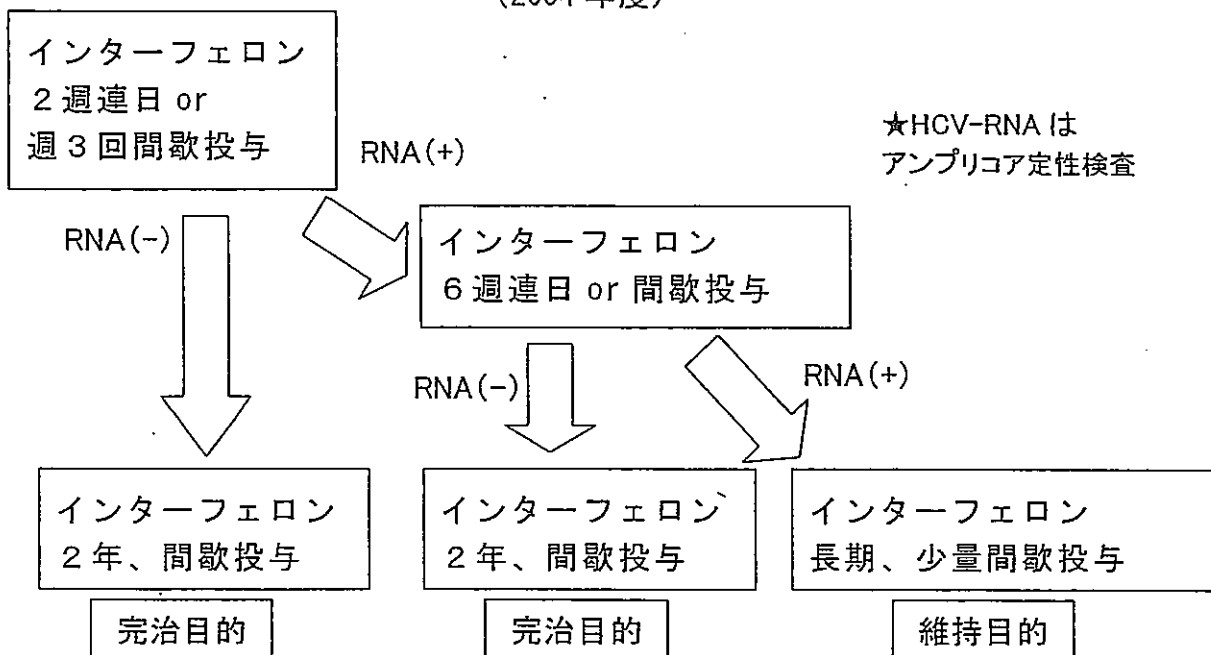 インターフェロン
2週連日 or
週3回間歇投与
RNA(+)
★HCV-RNA は
アンプリコア定性検査
RNA(-)
インターフェロン
6週連日 or 間歇投与
RNA(-)
RNA(+)
インターフェロン
2年、間歇投与
インターフェロン
2年、間歇投与
インターフェロン
長期、少量間歇投与
完治目的
完治目的
維持目的